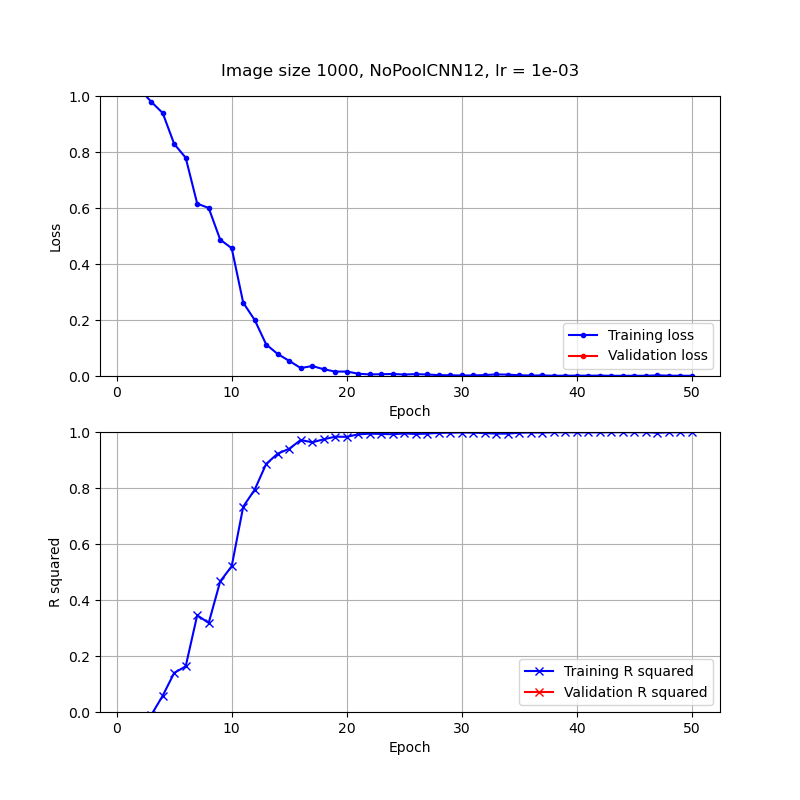 Image size 1000, NoPoolCNN12, lr = 1e-03
1.0
0.8
0.6
0.4
0.2
0.0
Loss
Training loss
Validation loss
0 10 20 30 40 50
Epoch
1.0
0.8
0.6
0.4
0.2
0.0
R squared
Training R squared
Validation R squared
0 10 20 30 40 50
Epoch